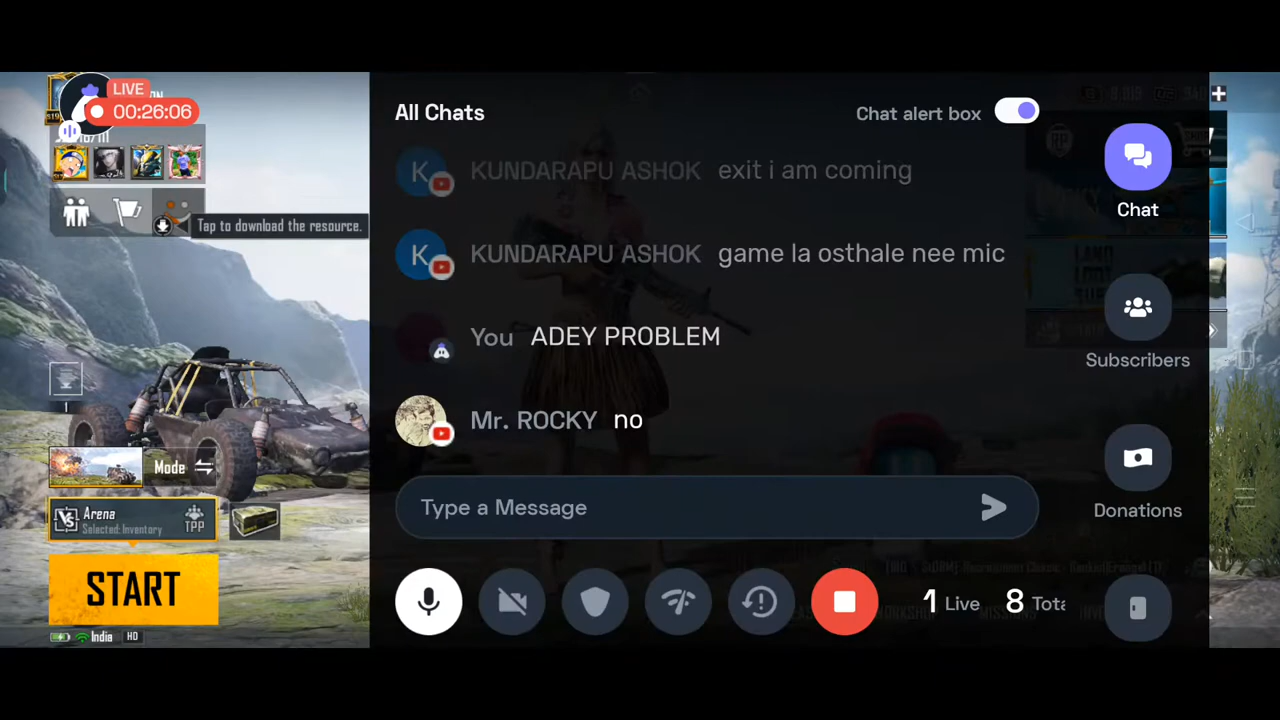 LIVE
00:26:06
Tap to download the resource.
1
Mode
Arena
Selected: Inventory
TPP
START
India
HD
All Chats
Chat alert box
K KUNDARAPU ASHOK exit i am coming
K KUNDARAPU ASHOK game la osthale nee mic
You ADEY PROBLEM
Mr. ROCKY no
Type a Message
1 Live 8 Tota
Chat
Subscribers
Donations